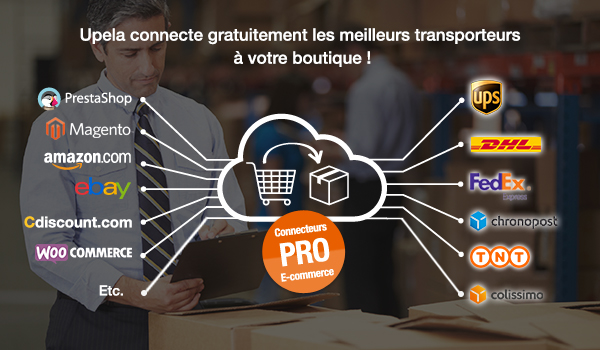 Upela connecte gratuitement les meilleurs transporteurs
à votre boutique !
PrestaShop
Magento
amazon.com
ebay
Cdiscount.com
WOO COMMERCE
Etc.
Connecteurs
PRO
E-commerce
ups
DHL
FedEx
Express
chronopost
TNT
colissimo